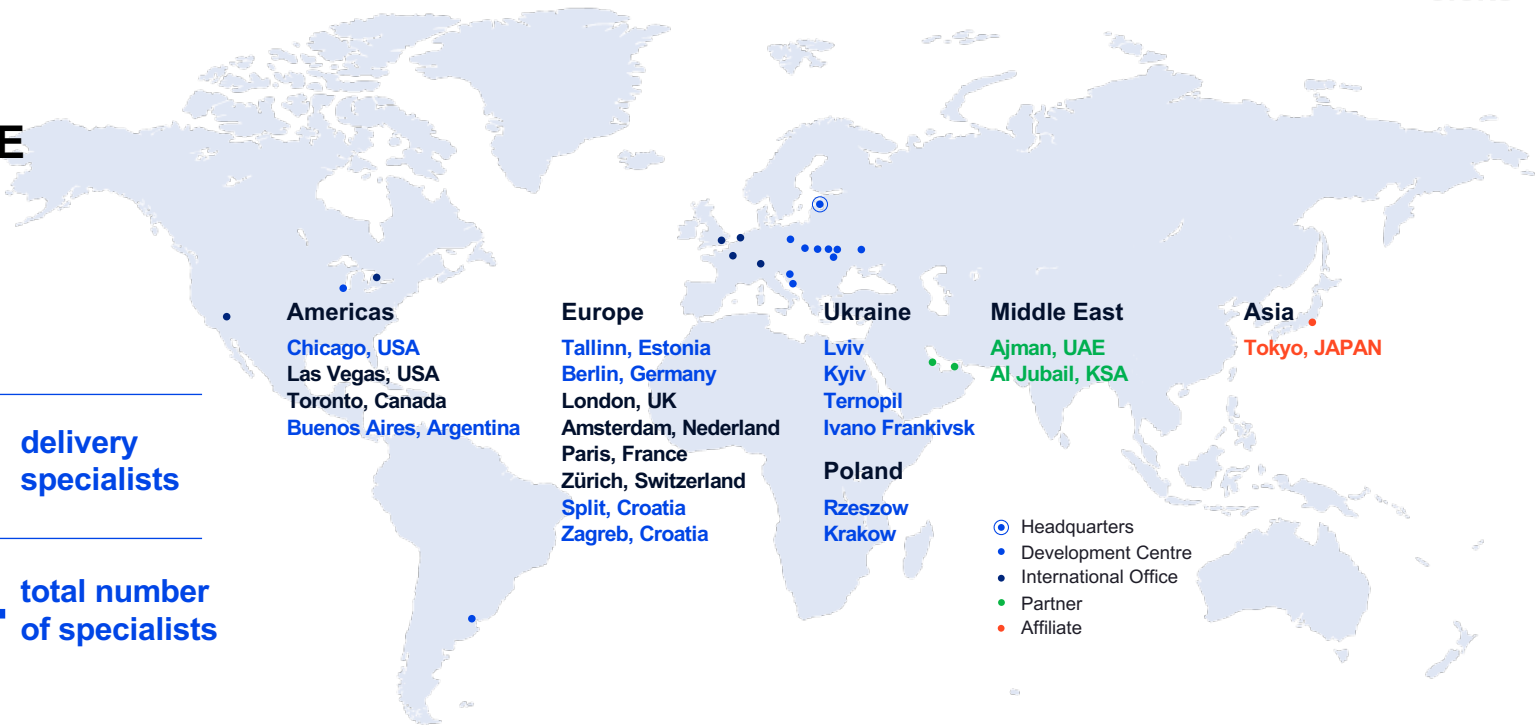 E
delivery
specialists
total number
of specialists
Americas
Chicago, USA
Las Vegas, USA
Toronto, Canada
Buenos Aires, Argentina
Europe
Tallinn, Estonia
Berlin, Germany
London, UK
Amsterdam, Nederland
Paris, France
Zürich, Switzerland
Split, Croatia
Zagreb, Croatia
Ukraine
Lviv
Kyiv
Ternopil
Ivano Frankivsk
Poland
Rzeszow
Krakow
Middle East
Ajman, UAE
Al Jubail, KSA
Asia
Tokyo, JAPAN
Headquarters
Development Centre
International Office
Partner
Affiliate